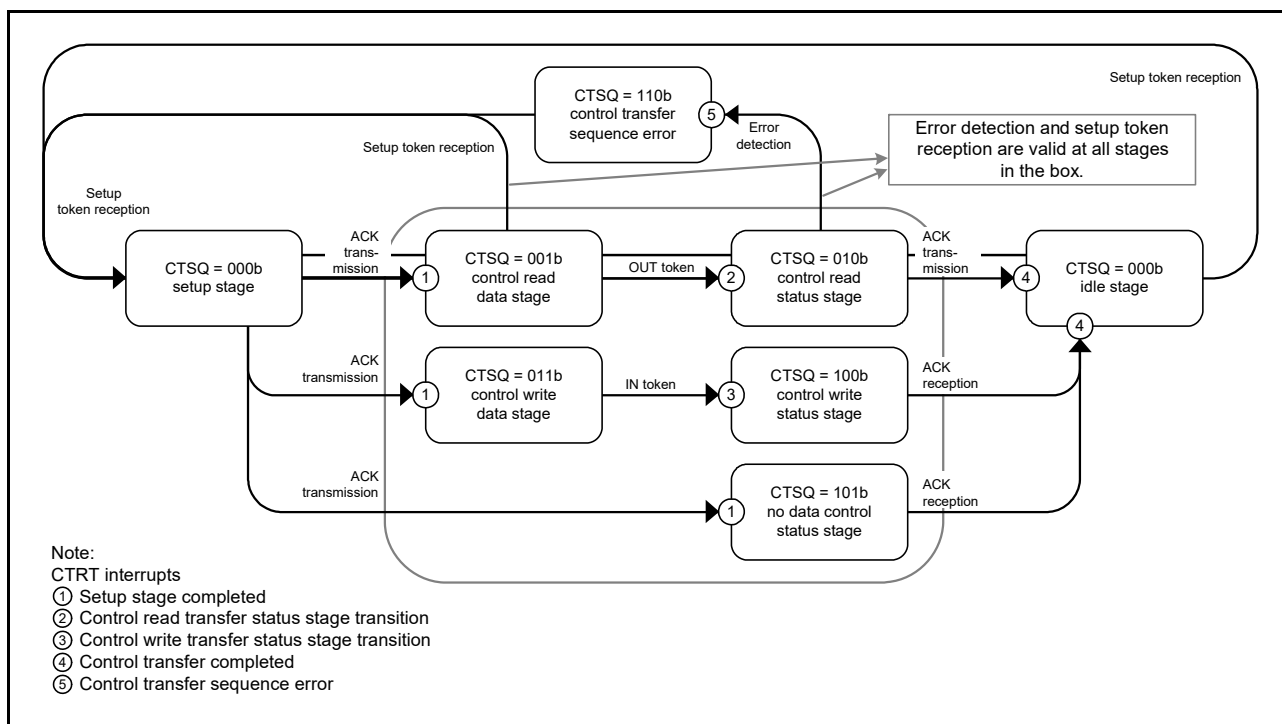 Setup token reception
CTSQ = 110b
control transfer
sequence error
5
Error
detection
Setup token reception
Error detection and setup token
reception are valid at all stages
in the box.
Setup
token reception
CTSQ = 000b
setup stage
ACK
trans-
mission
1
CTSQ = 001b
control read
data stage
OUT token
2
CTSQ = 010b
control read
status stage
ACK
trans-
mission
4
CTSQ = 000b
idle stage
4
ACK
transmission
1
CTSQ = 011b
control write
data stage
IN token
3
CTSQ = 100b
control write
status stage
ACK
reception
ACK
transmission
1
CTSQ = 101b
no data control
status stage
ACK
reception
Note:
CTRT interrupts
① Setup stage completed
② Control read transfer status stage transition
③ Control write transfer status stage transition
④ Control transfer completed
⑤ Control transfer sequence error